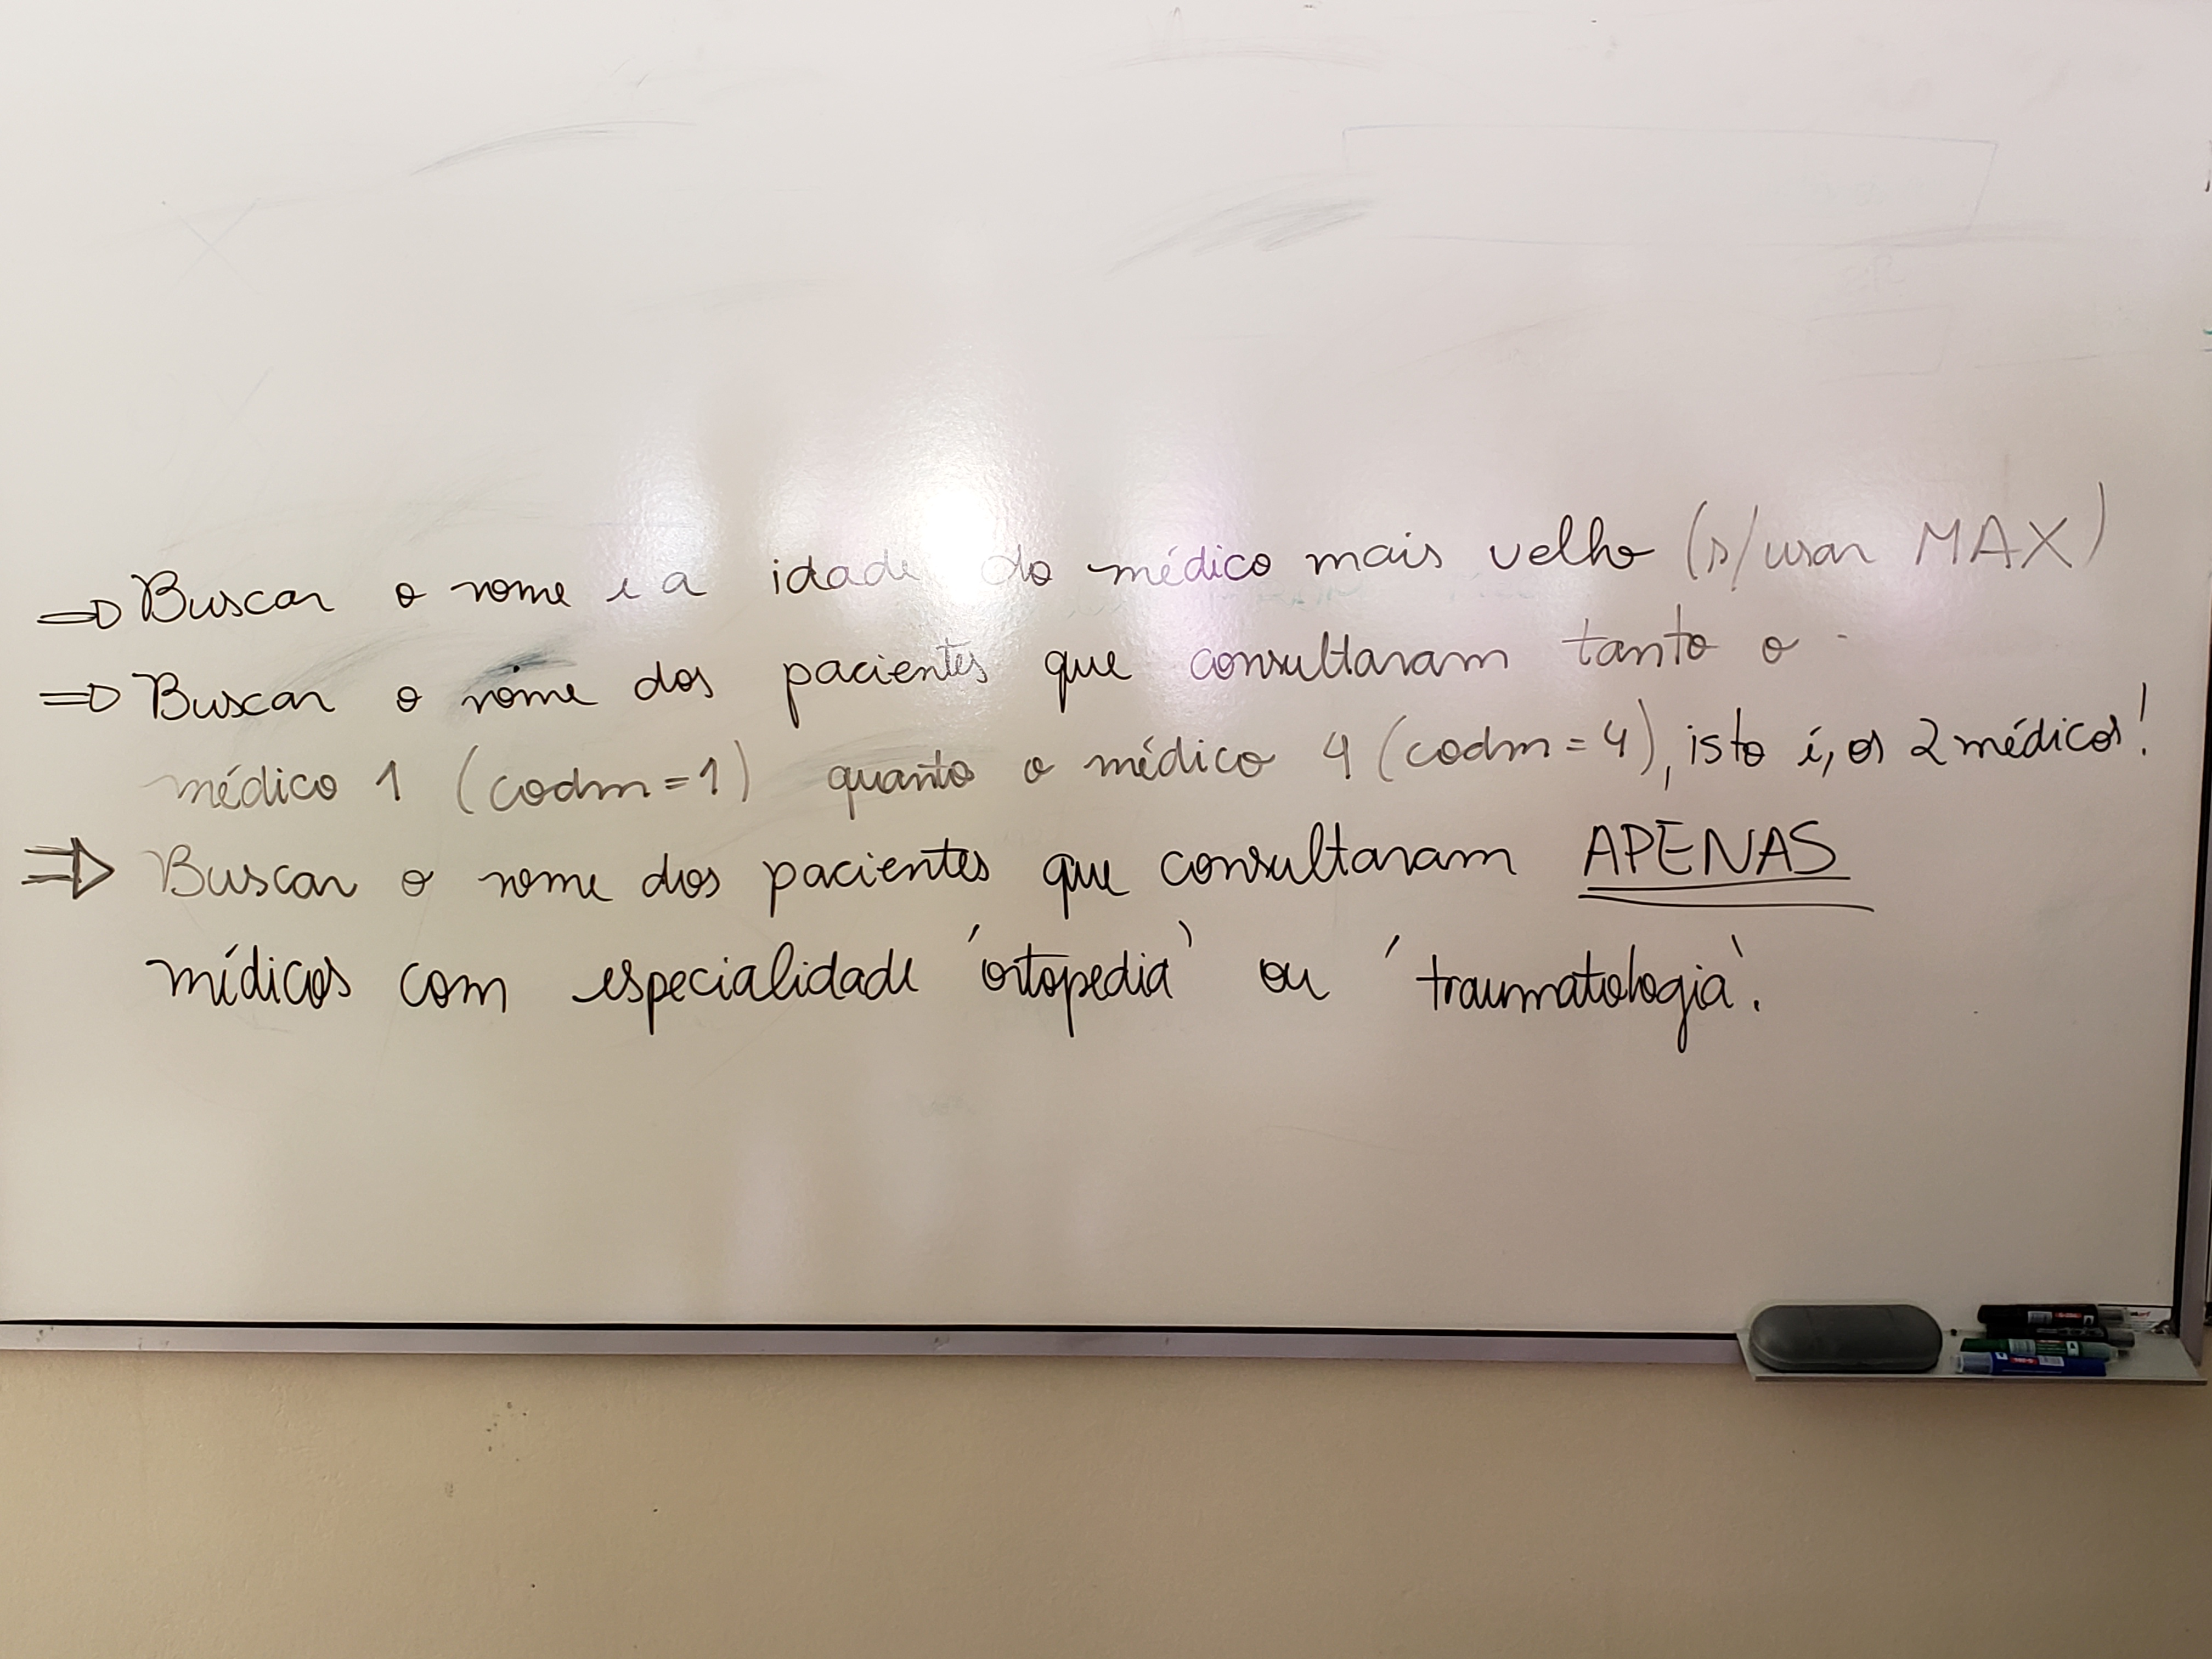 ⇒ Buscar o nome e a idade do médico mais velho (s/usar MAX)
⇒ Buscar o nome dos pacientes que consultaram tanto o
médico 1 (codm=1) quanto o médico 4 (codm=4), isto é, os 2 médicos!
⇒ Buscar o nome dos pacientes que consultaram APENAS
médicos com especialidade 'ortopedia' ou 'traumatologia'.